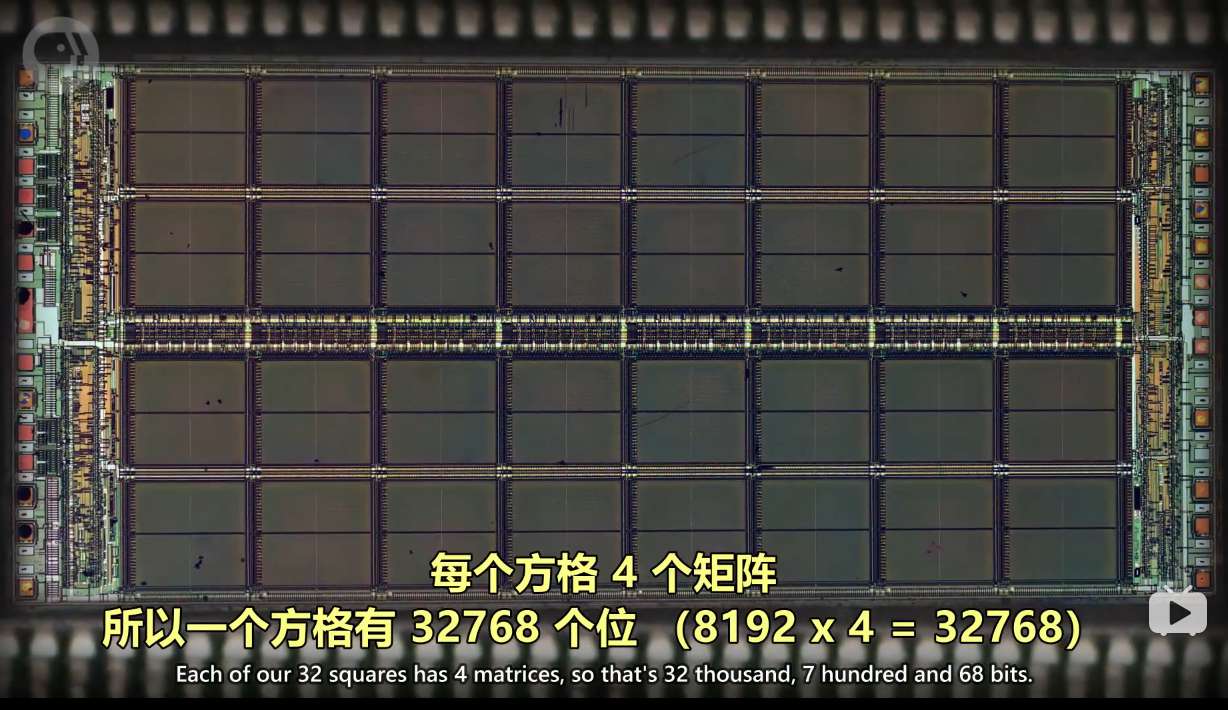 每个方格 4 个矩阵
所以一个方格有 32768 个位 （8192 x 4 = 32768）
Each of our 32 squares has 4 matrices, so that's 32 thousand, 7 hundred and 68 bits.